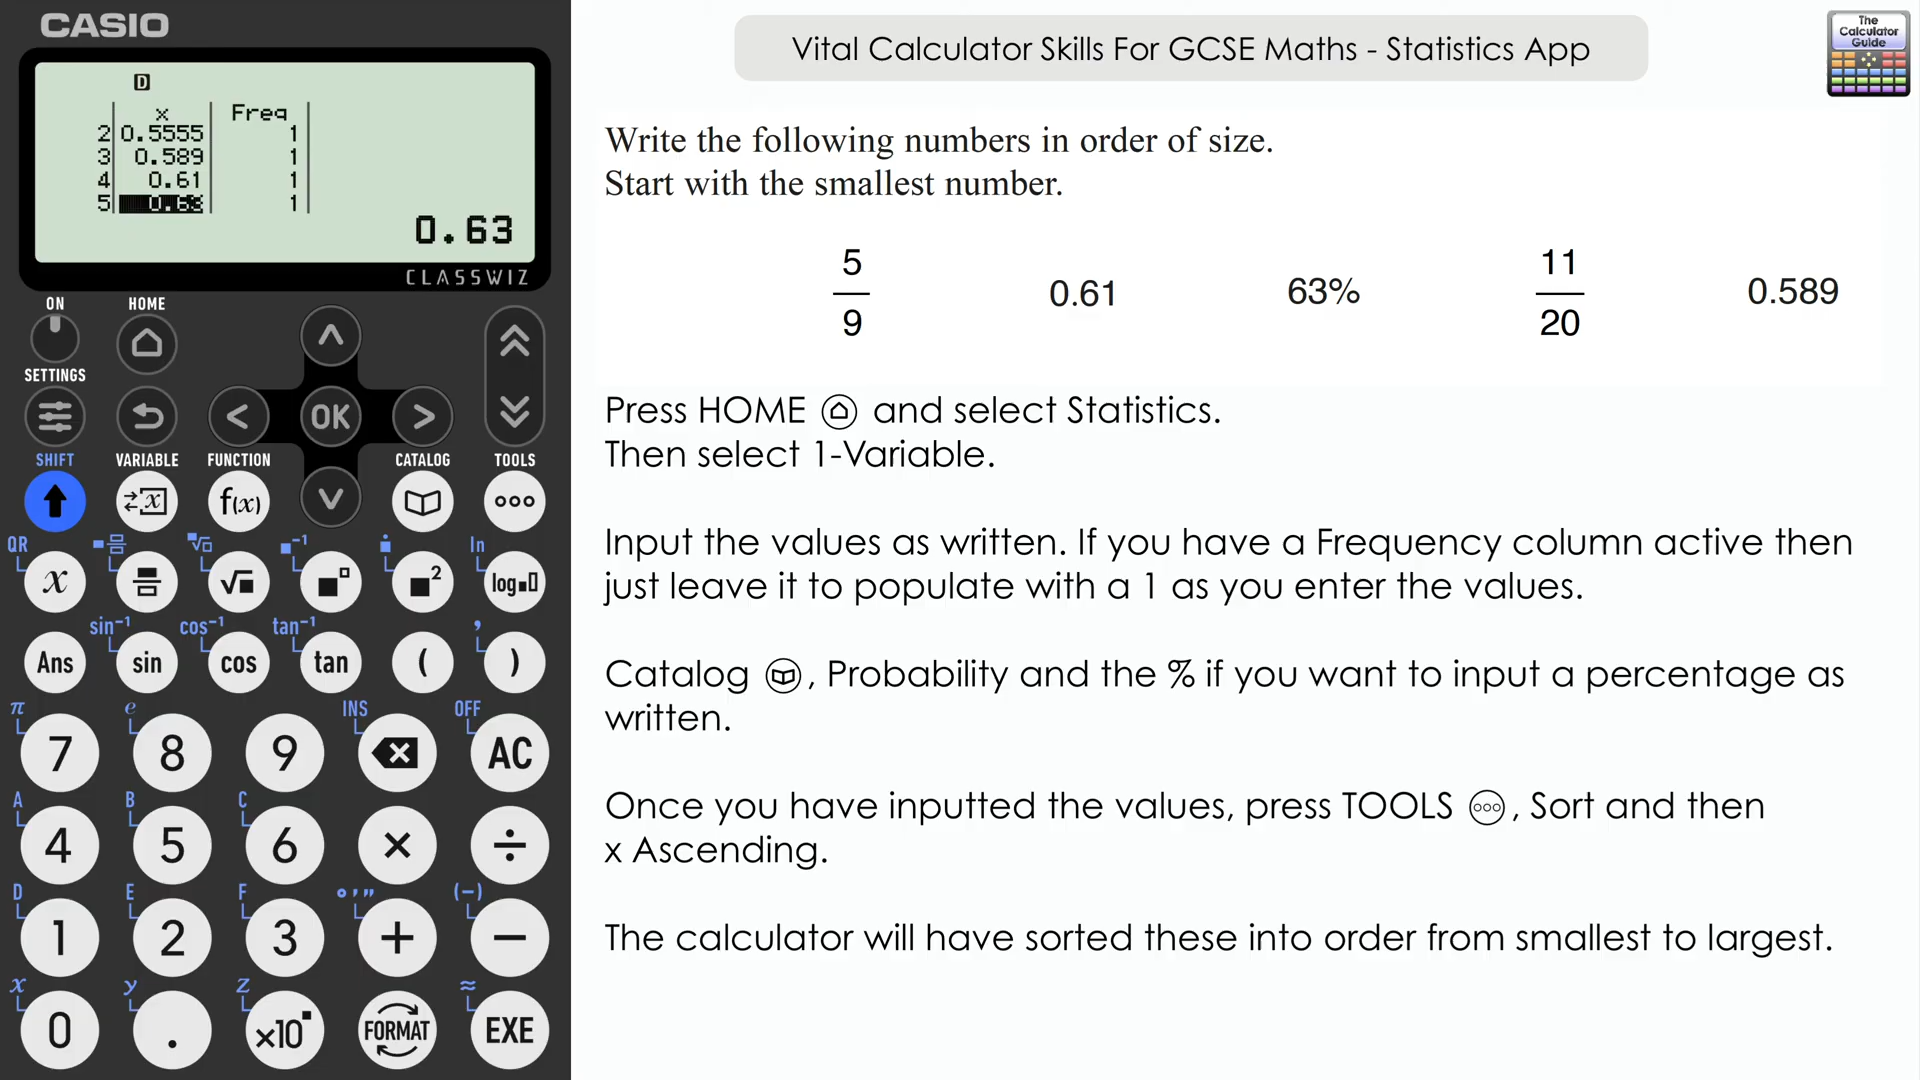 CASIO
D
x Freq
2 0.5555 1
3 0.589 1
4 0.61 1
5 0.63 1
0.63
CLASSWIZ
ON HOME
SETTINGS
OK
SHIFT VARIABLE FUNCTION CATALOG TOOLS
x f(x)
QR √ -1 ln
x √■ ■² log
sin⁻¹ cos⁻¹ tan⁻¹ ,
Ans sin cos tan ( )
π e INS OFF
7 8 9 AC
A B C
4 5 6 × ÷
D E F ° ′ ″ (−)
1 2 3 + −
x y z ≈
0 . ×10 FORMAT EXE
Vital Calculator Skills For GCSE Maths - Statistics App
The
Calculator
Guide
Write the following numbers in order of size.
Start with the smallest number.
5/9 0.61 63% 11/20 0.589
Press HOME and select Statistics.
Then select 1-Variable.
Input the values as written. If you have a Frequency column active then
just leave it to populate with a 1 as you enter the values.
Catalog , Probability and the % if you want to input a percentage as
written.
Once you have inputted the values, press TOOLS , Sort and then
x Ascending.
The calculator will have sorted these into order from smallest to largest.